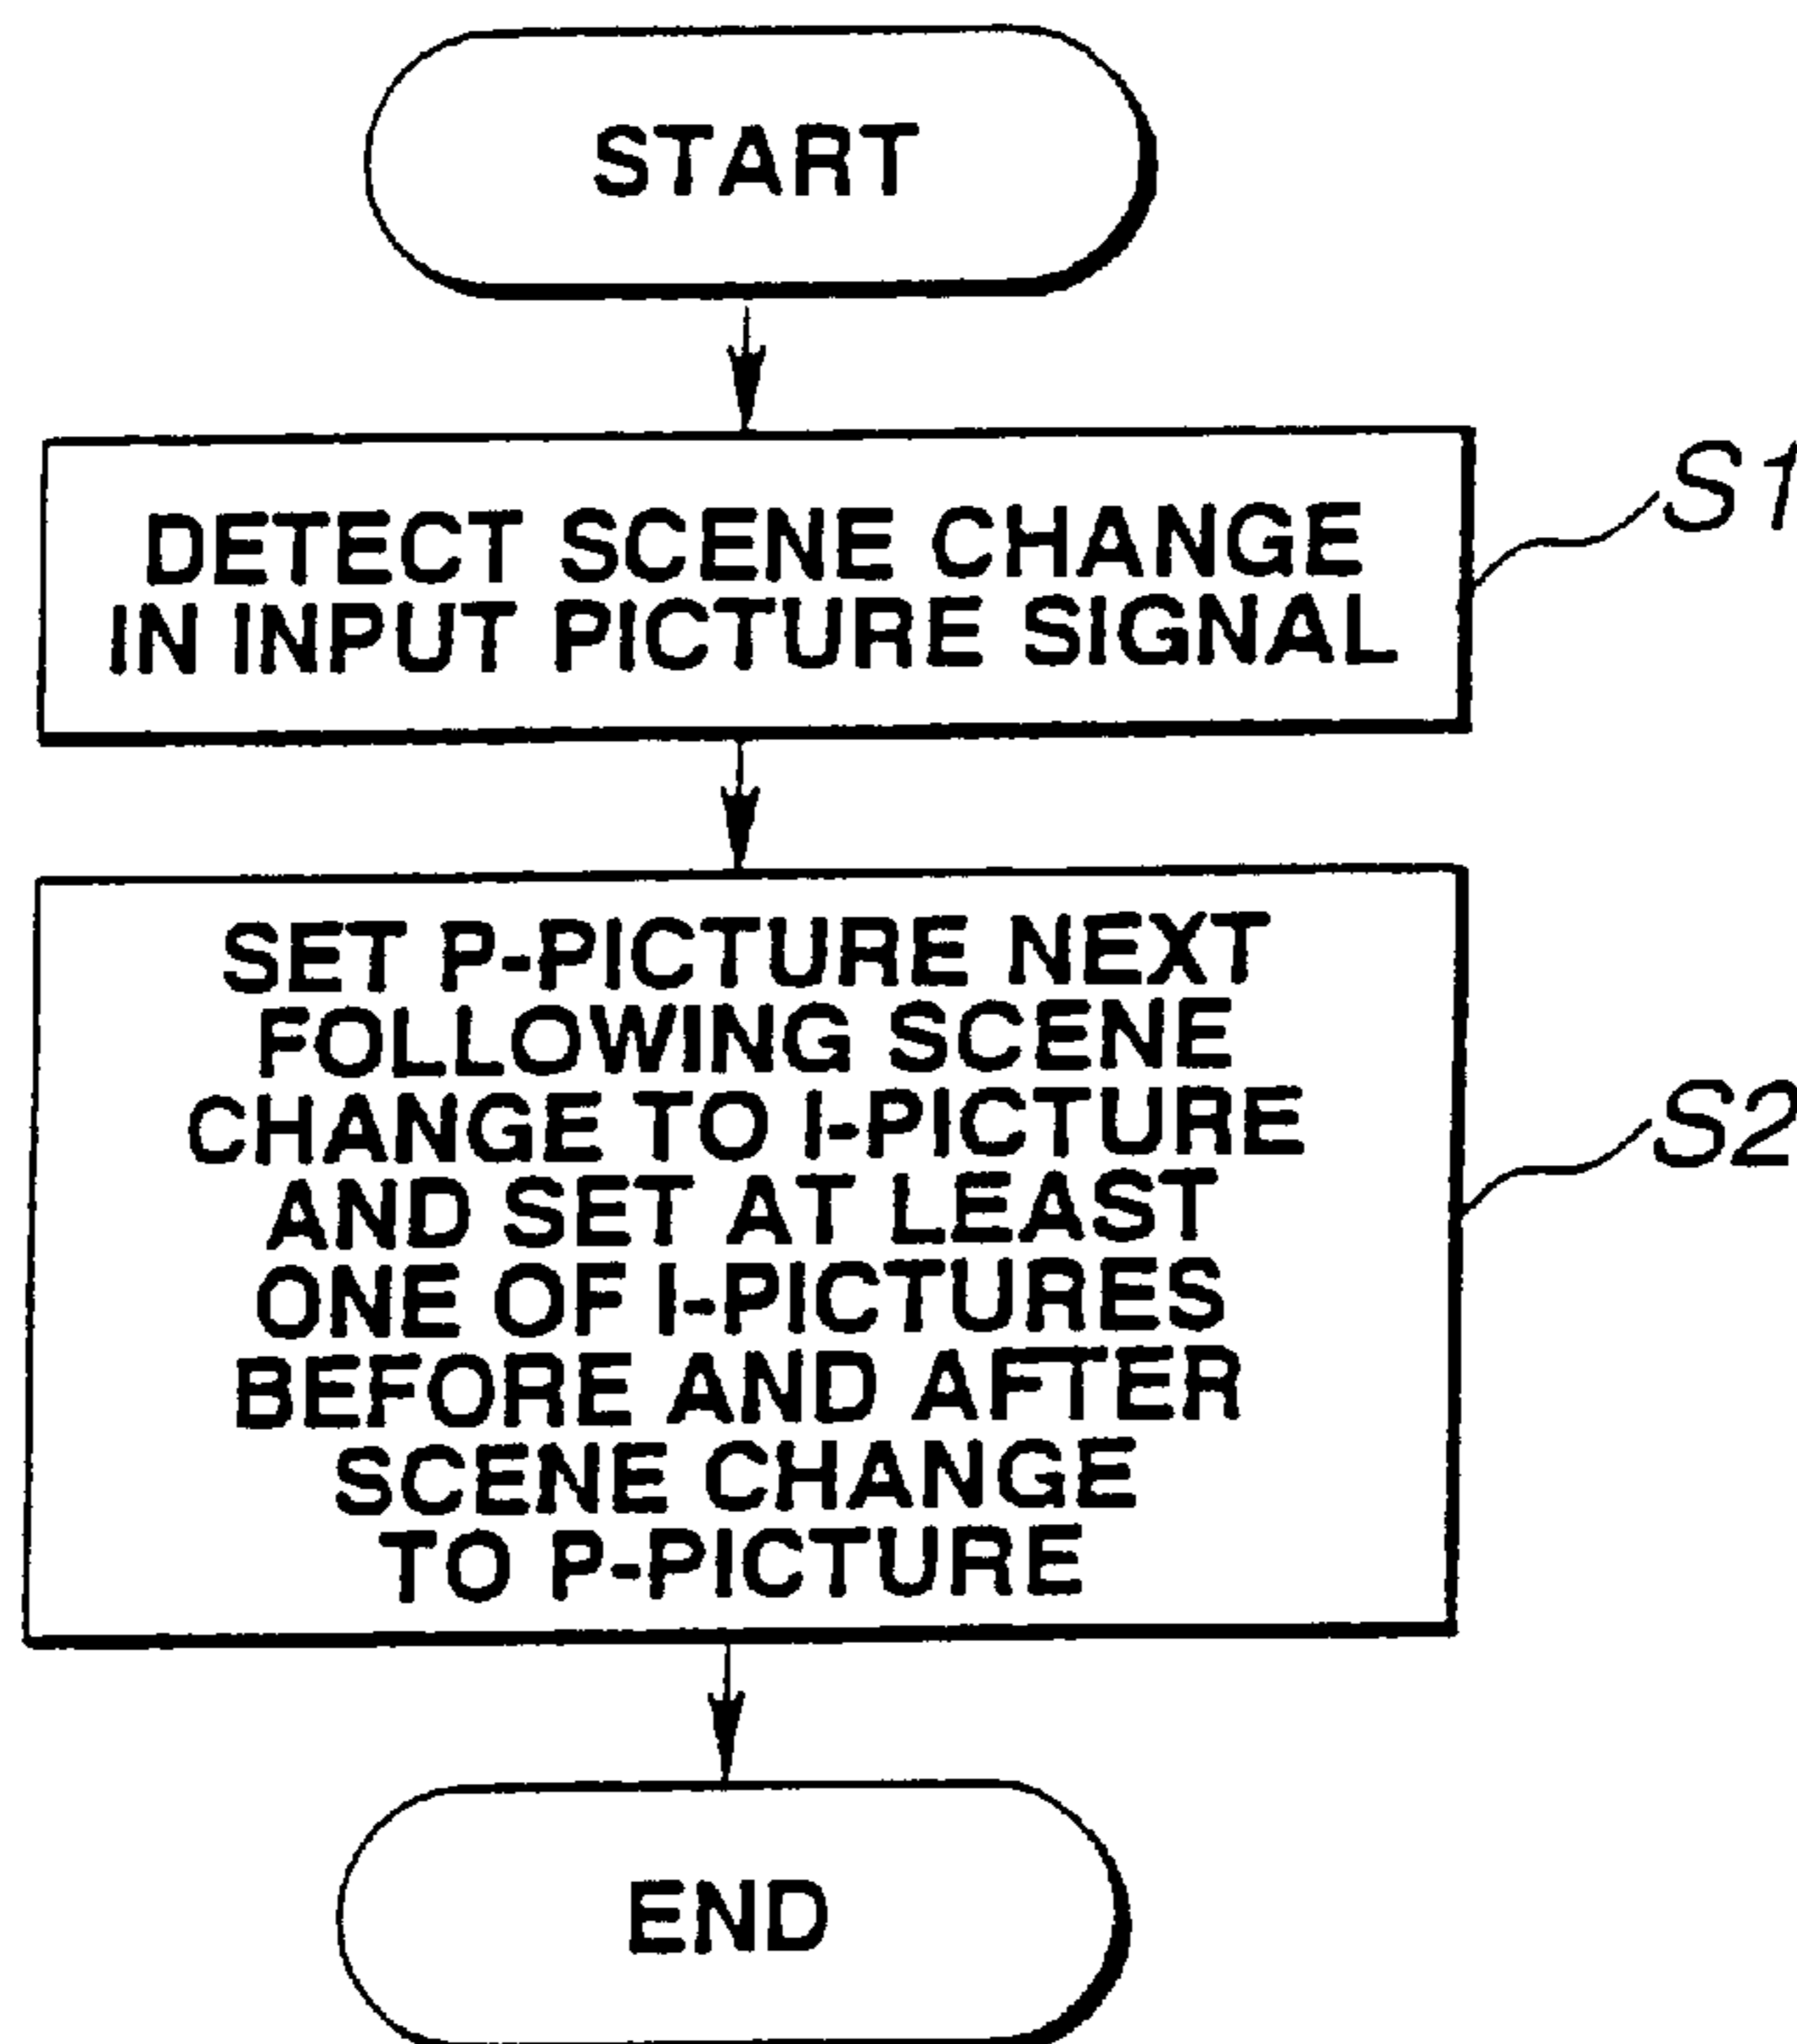 START
DETECT SCENE CHANGE
IN INPUT PICTURE SIGNAL
S1
SET P-PICTURE NEXT
FOLLOWING SCENE
CHANGE TO I-PICTURE
AND SET AT LEAST
ONE OF I-PICTURES
BEFORE AND AFTER
SCENE CHANGE
TO P-PICTURE
S2
END